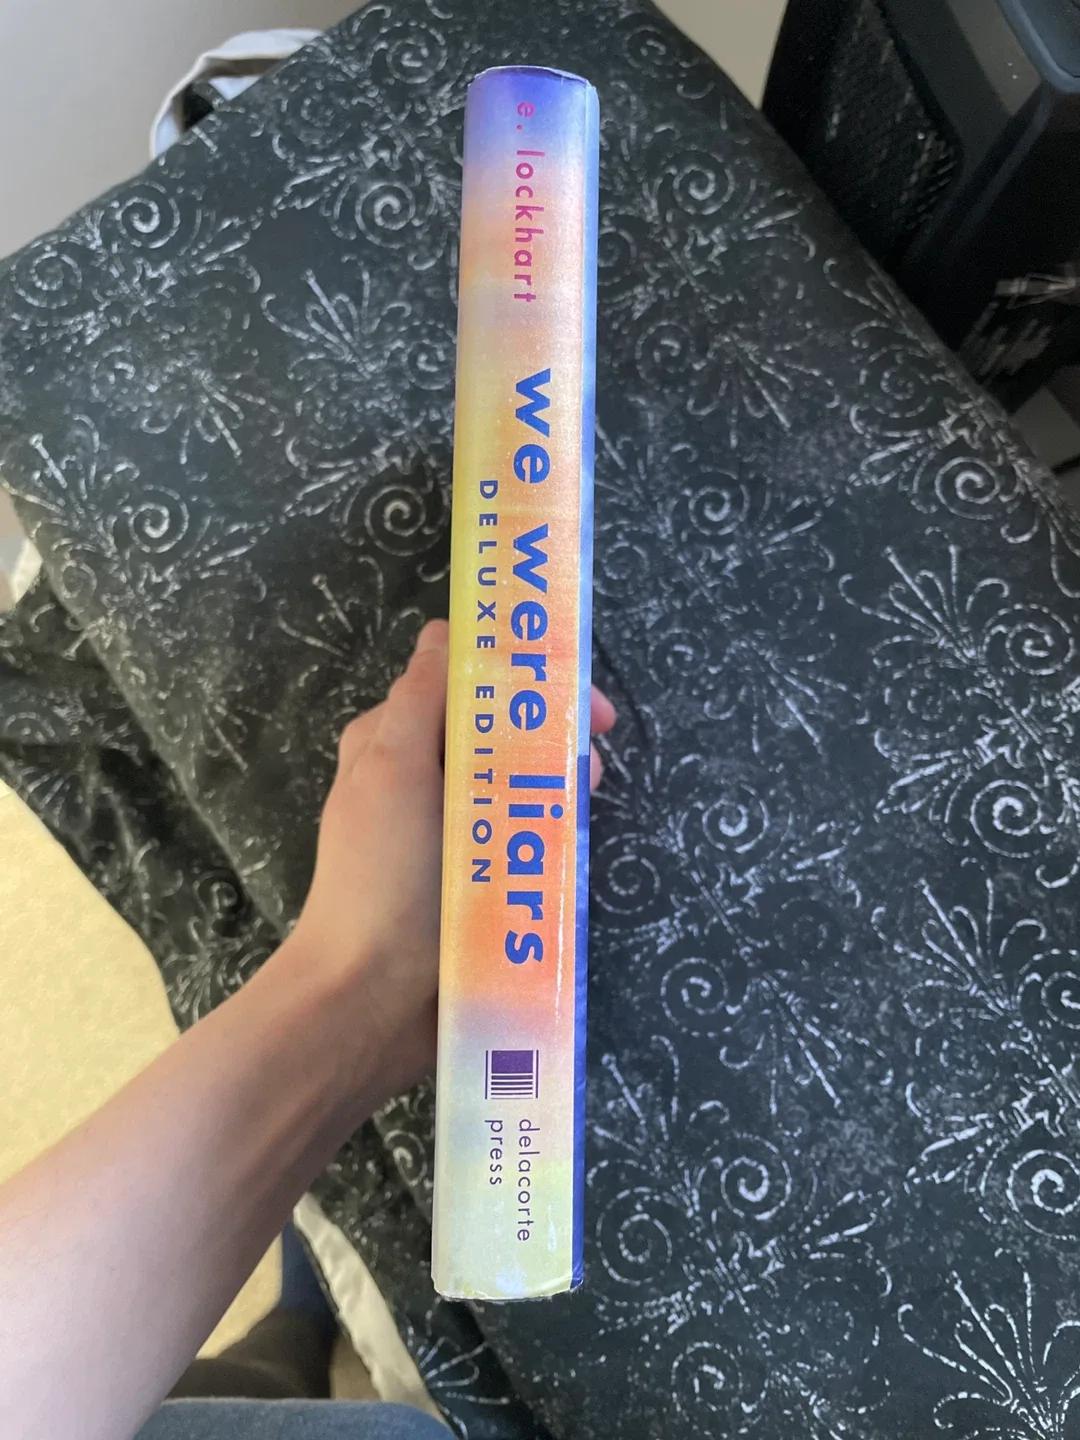 e. lockhart
we were liars
DELUXE EDITION
delacorte
press